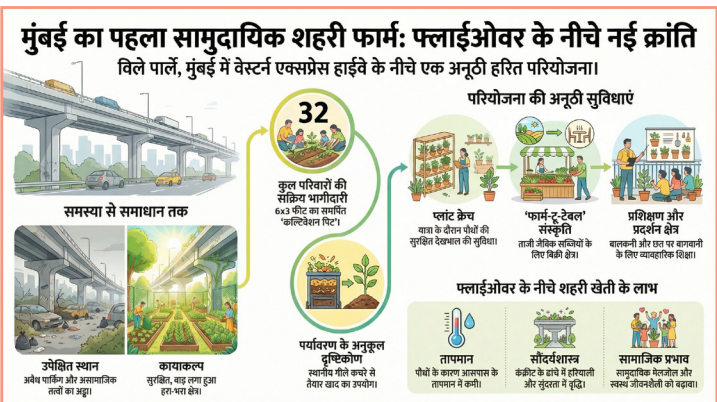 मुंबई का पहला सामुदायिक शहरी फार्म: फ्लाईओवर के नीचे नई क्रांति
विले पार्ले, मुंबई में वेस्टर्न एक्सप्रेस हाईवे के नीचे एक अनूठी हरित परियोजना।
समस्या से समाधान तक
उपेक्षित स्थान
अवैध पार्किंग और असामाजिक
तत्वों का अड्डा।
कायाकल्प
सुरक्षित, बाड़ लगा हुआ
हरा-भरा क्षेत्र।
32
कुल परिवारों की
सक्रिय भागीदारी
6x3 फीट का समर्पित
'कल्टिवेशन पिट'।
पर्यावरण के अनुकूल
दृष्टिकोण
स्थानीय गीले कचरे से
तैयार खाद का उपयोग।
परियोजना की अनूठी सुविधाएं
प्लांट क्रेच
यात्रा के दौरान पौधों की
सुरक्षित देखभाल की सुविधा।
'फार्म-टू-टेबल'
संस्कृति
ताजी जैविक सब्जियों के
लिए बिक्री क्षेत्र।
प्रशिक्षण और
प्रदर्शन क्षेत्र
बालकनी और छत पर बागवानी
के लिए व्यावहारिक शिक्षा।
फ्लाईओवर के नीचे शहरी खेती के लाभ
तापमान
पौधों के कारण आसपास के
तापमान में कमी।
सौंदर्यशास्त्र
कंक्रीट के ढांचे में हरियाली
और सुंदरता में वृद्धि।
सामाजिक प्रभाव
सामुदायिक मेलजोल और
स्वस्थ जीवनशैली को बढ़ावा।